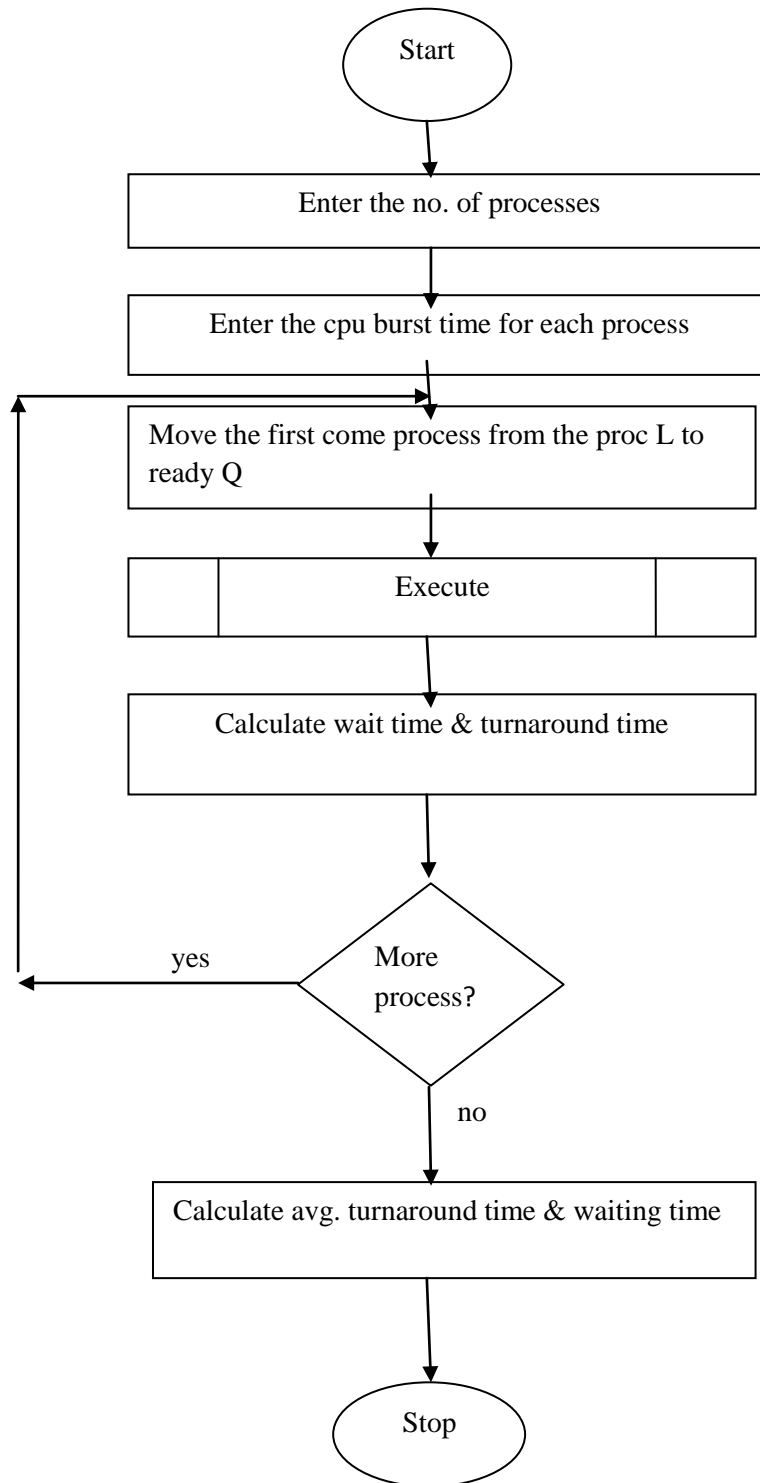 Start
Enter the no. of processes
Enter the cpu burst time for each process
Move the first come process from the proc L to
ready Q
Execute
Calculate wait time & turnaround time
yes
More
process?
no
Calculate avg. turnaround time & waiting time
Stop